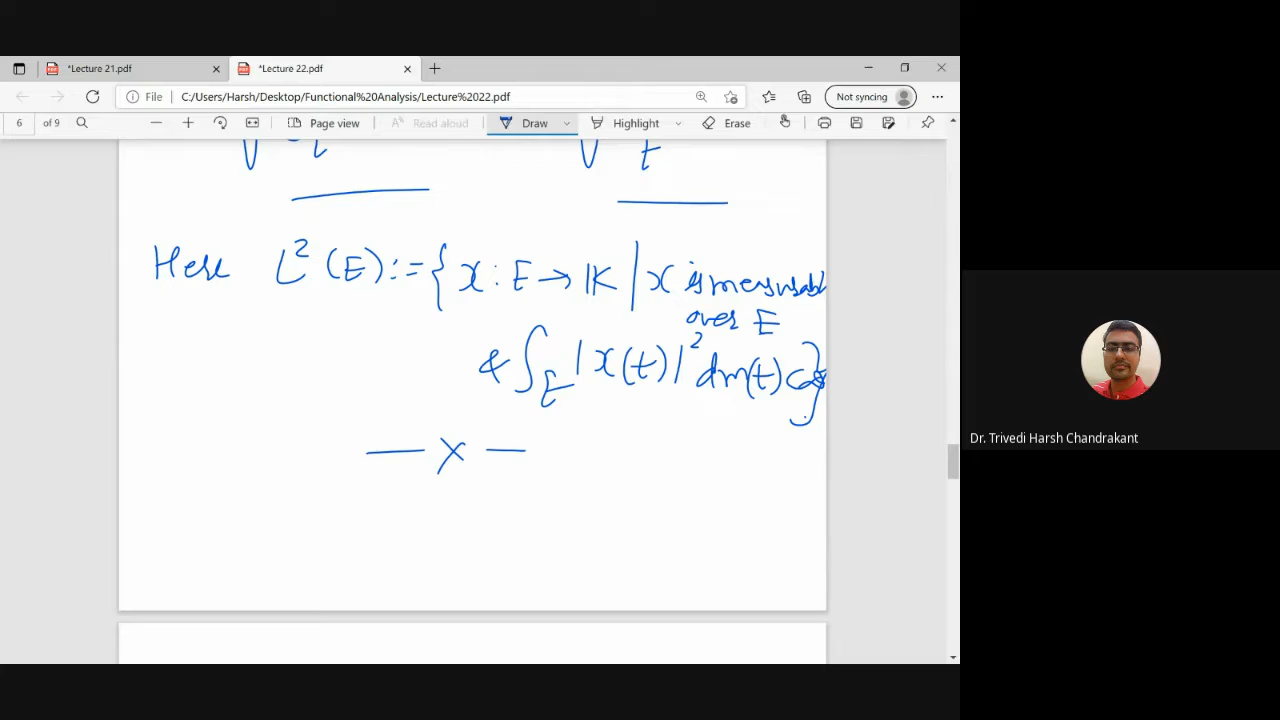 *Lecture 21.pdf
*Lecture 22.pdf
File C:/Users/Harsh/Desktop/Functional%20Analysis/Lecture%2022.pdf
Not syncing
6 of 9
Page view
Read aloud
Draw
Highlight
Erase
t
Here L²(E) := { x : E → K | x is measurabl
over E
& ∫_E |x(t)|² dm(t) < ∞ }
— x —
Dr. Trivedi Harsh Chandrakant